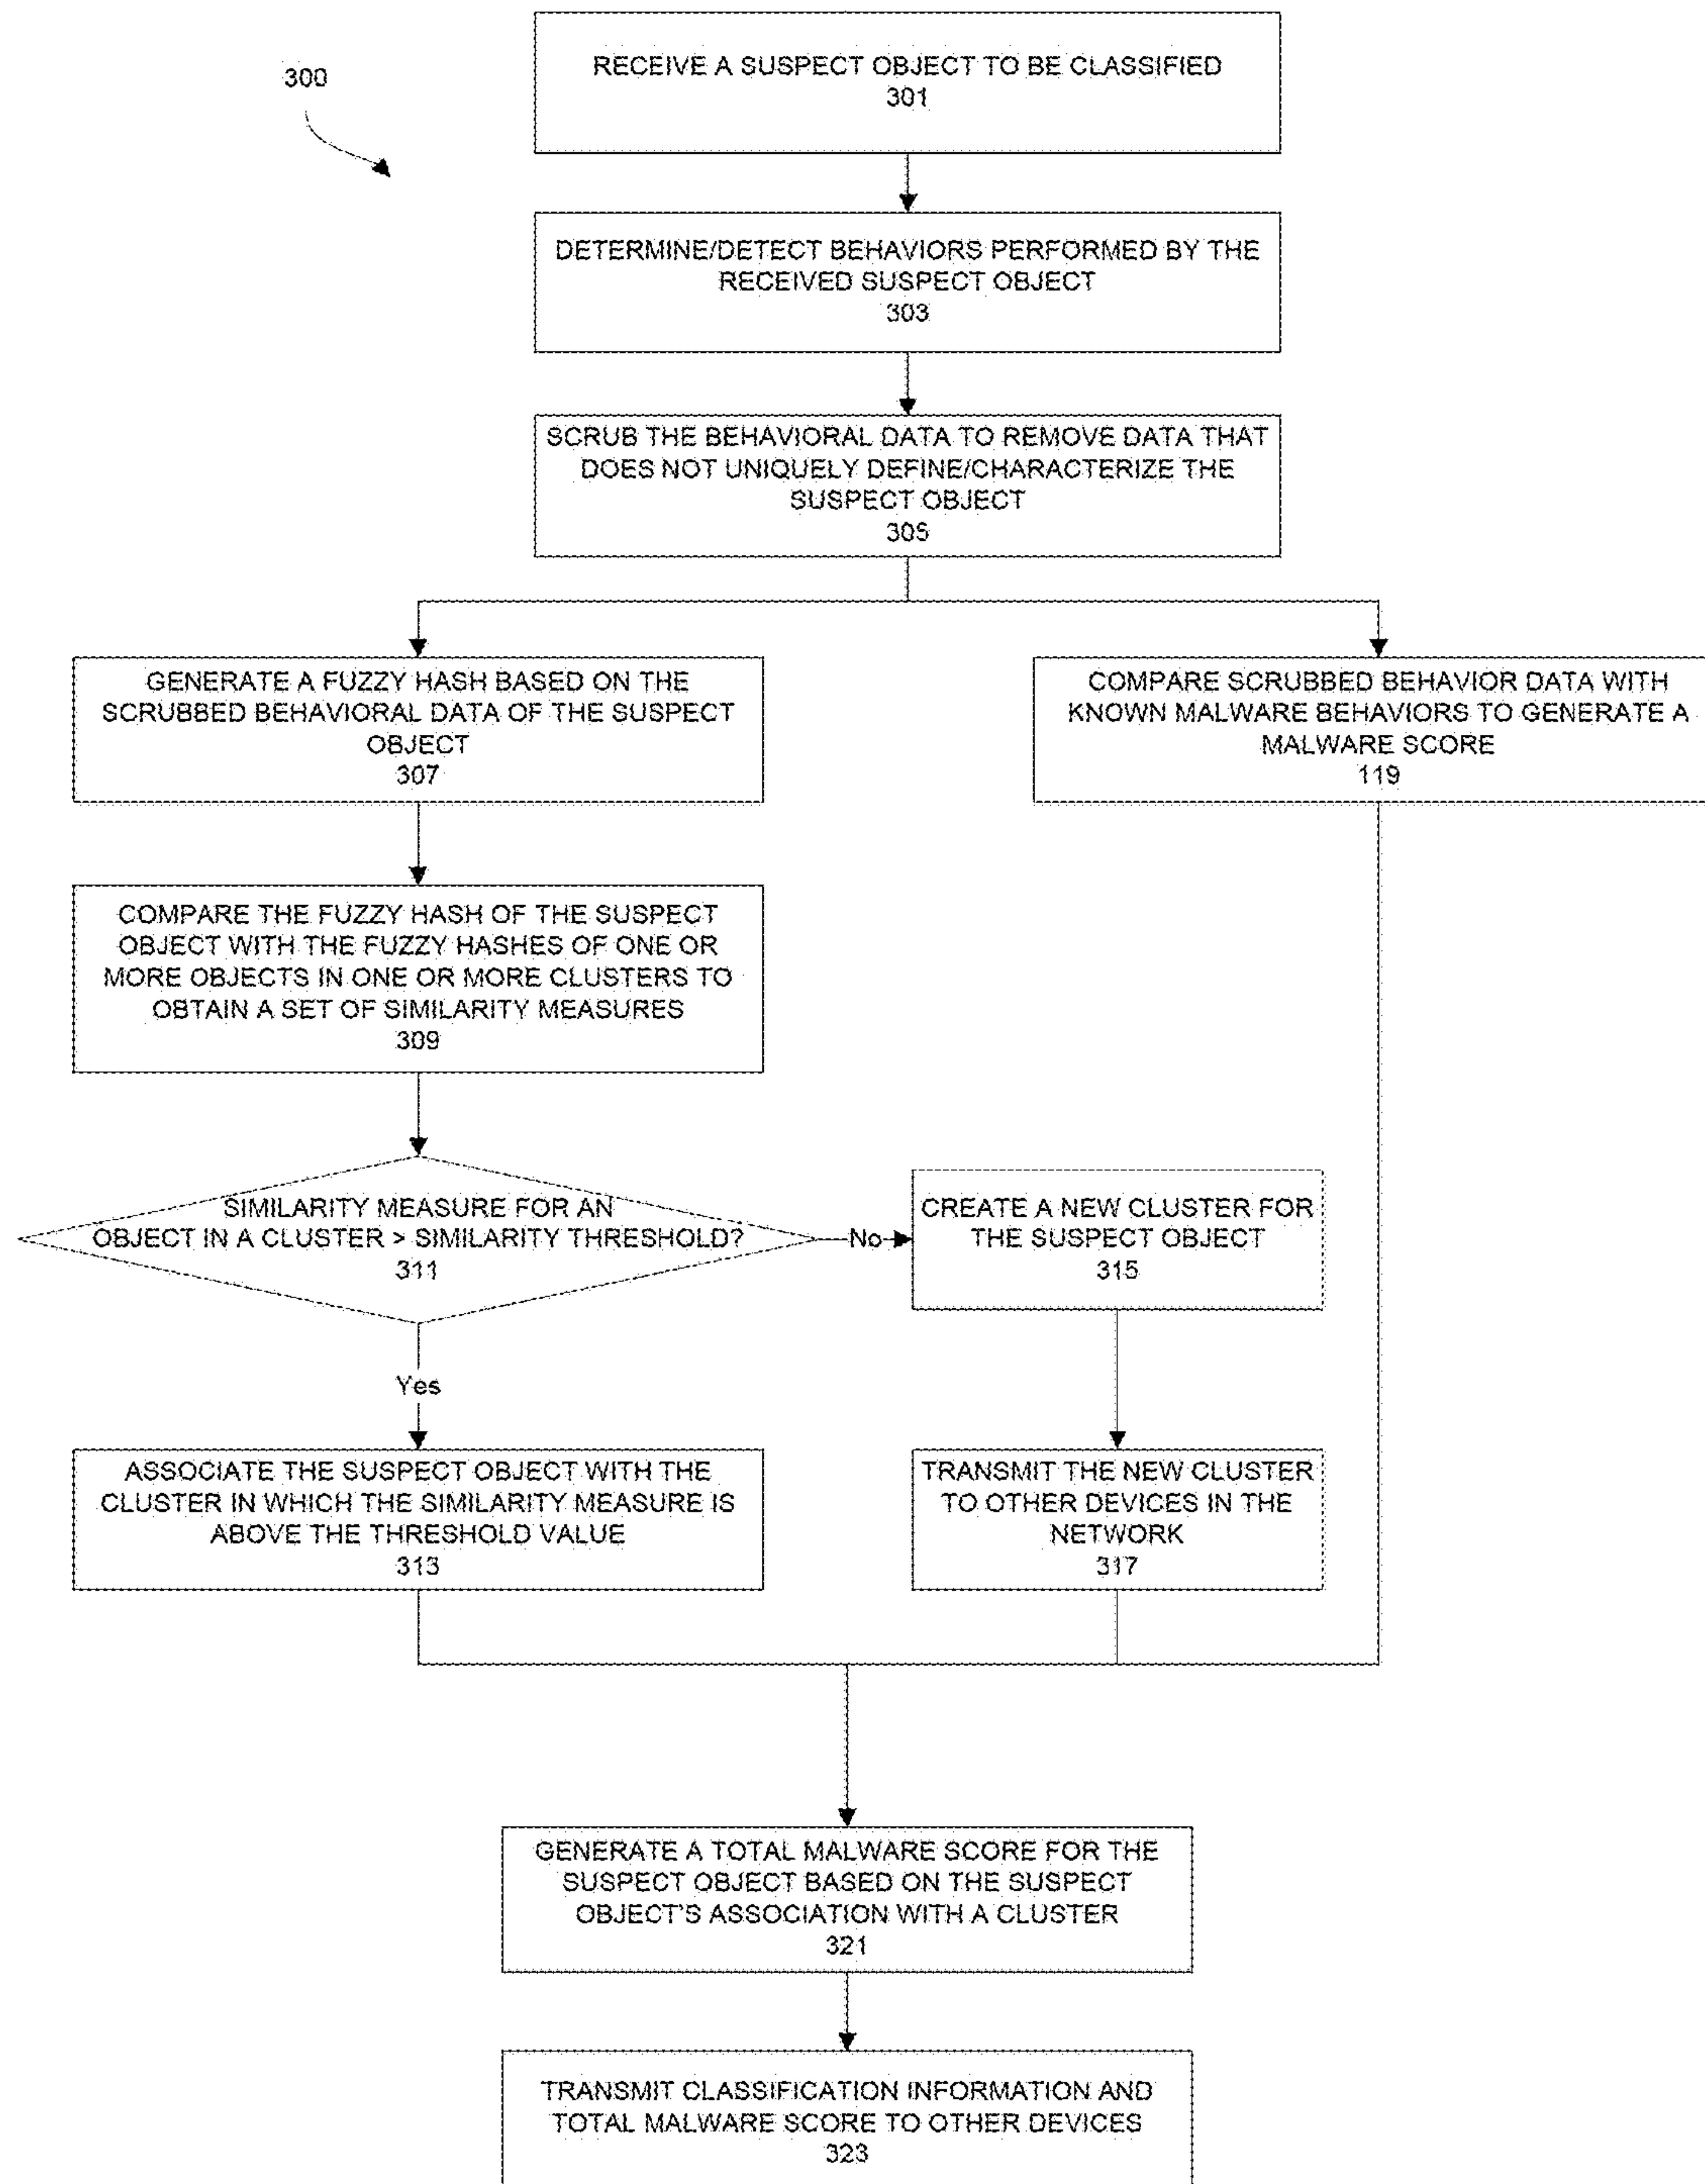 300
RECEIVE A SUSPECT OBJECT TO BE CLASSIFIED
301
DETERMINE/DETECT BEHAVIORS PERFORMED BY THE
RECEIVED SUSPECT OBJECT
303
SCRUB THE BEHAVIORAL DATA TO REMOVE DATA THAT
DOES NOT UNIQUELY DEFINE/CHARACTERIZE THE
SUSPECT OBJECT
305
GENERATE A FUZZY HASH BASED ON THE
SCRUBBED BEHAVIORAL DATA OF THE SUSPECT
OBJECT
307
COMPARE SCRUBBED BEHAVIOR DATA WITH
KNOWN MALWARE BEHAVIORS TO GENERATE A
MALWARE SCORE
119
COMPARE THE FUZZY HASH OF THE SUSPECT
OBJECT WITH THE FUZZY HASHES OF ONE OR
MORE OBJECTS IN ONE OR MORE CLUSTERS TO
OBTAIN A SET OF SIMILARITY MEASURES
309
SIMILARITY MEASURE FOR AN
OBJECT IN A CLUSTER > SIMILARITY THRESHOLD?
311
No
CREATE A NEW CLUSTER FOR
THE SUSPECT OBJECT
315
Yes
ASSOCIATE THE SUSPECT OBJECT WITH THE
CLUSTER IN WHICH THE SIMILARITY MEASURE IS
ABOVE THE THRESHOLD VALUE
313
TRANSMIT THE NEW CLUSTER
TO OTHER DEVICES IN THE
NETWORK
317
GENERATE A TOTAL MALWARE SCORE FOR THE
SUSPECT OBJECT BASED ON THE SUSPECT
OBJECT'S ASSOCIATION WITH A CLUSTER
321
TRANSMIT CLASSIFICATION INFORMATION AND
TOTAL MALWARE SCORE TO OTHER DEVICES
323